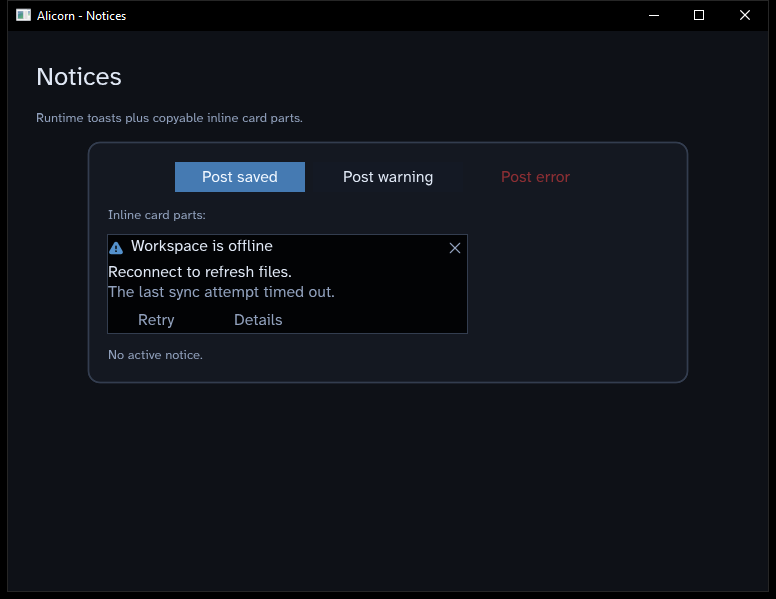 Alicorn - Notices
Notices
Runtime toasts plus copyable inline card parts.
Post saved Post warning Post error
Inline card parts:
Workspace is offline
Reconnect to refresh files.
The last sync attempt timed out.
Retry Details
No active notice.